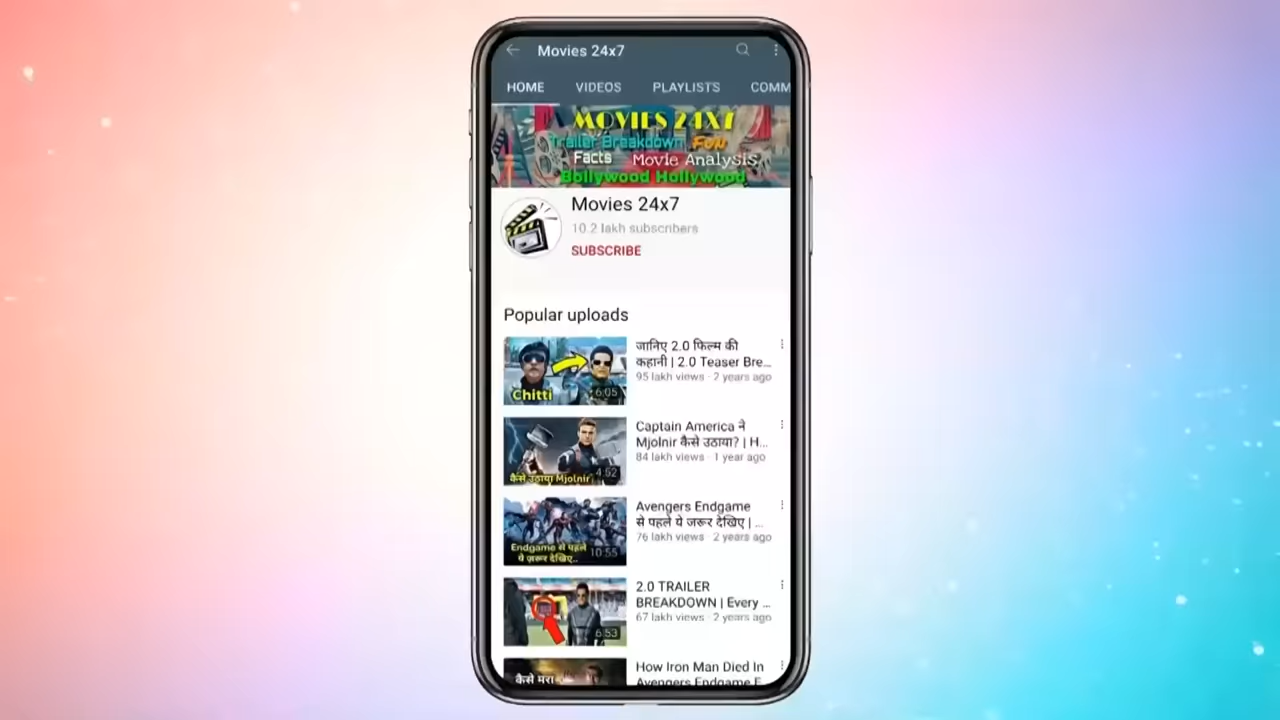 Movies 24x7
HOME VIDEOS PLAYLISTS COMM
MOVIES 24X7
Trailer Breakdown FUN
Facts Movie Analysis
Bollywood Hollywood
Movies 24x7
10.2 lakh subscribers
SUBSCRIBE
Popular uploads
जानिए 2.0 फिल्म की
कहानी | 2.0 Teaser Bre...
95 lakh views · 2 years ago
Chitti
6:05
Captain America ने
Mjolnir कैसे उठाया? | H...
84 lakh views · 1 year ago
कैसे उठाया Mjolnir
4:52
Avengers Endgame
से पहले ये जरूर देखिए | ...
76 lakh views · 2 years ago
Endgame से पहले
ये ज़रूर देखिए..
10:55
2.0 TRAILER
BREAKDOWN | Every ...
67 lakh views · 2 years ago
6:53
How Iron Man Died In
Avengers Endgame F
कैसे मरा